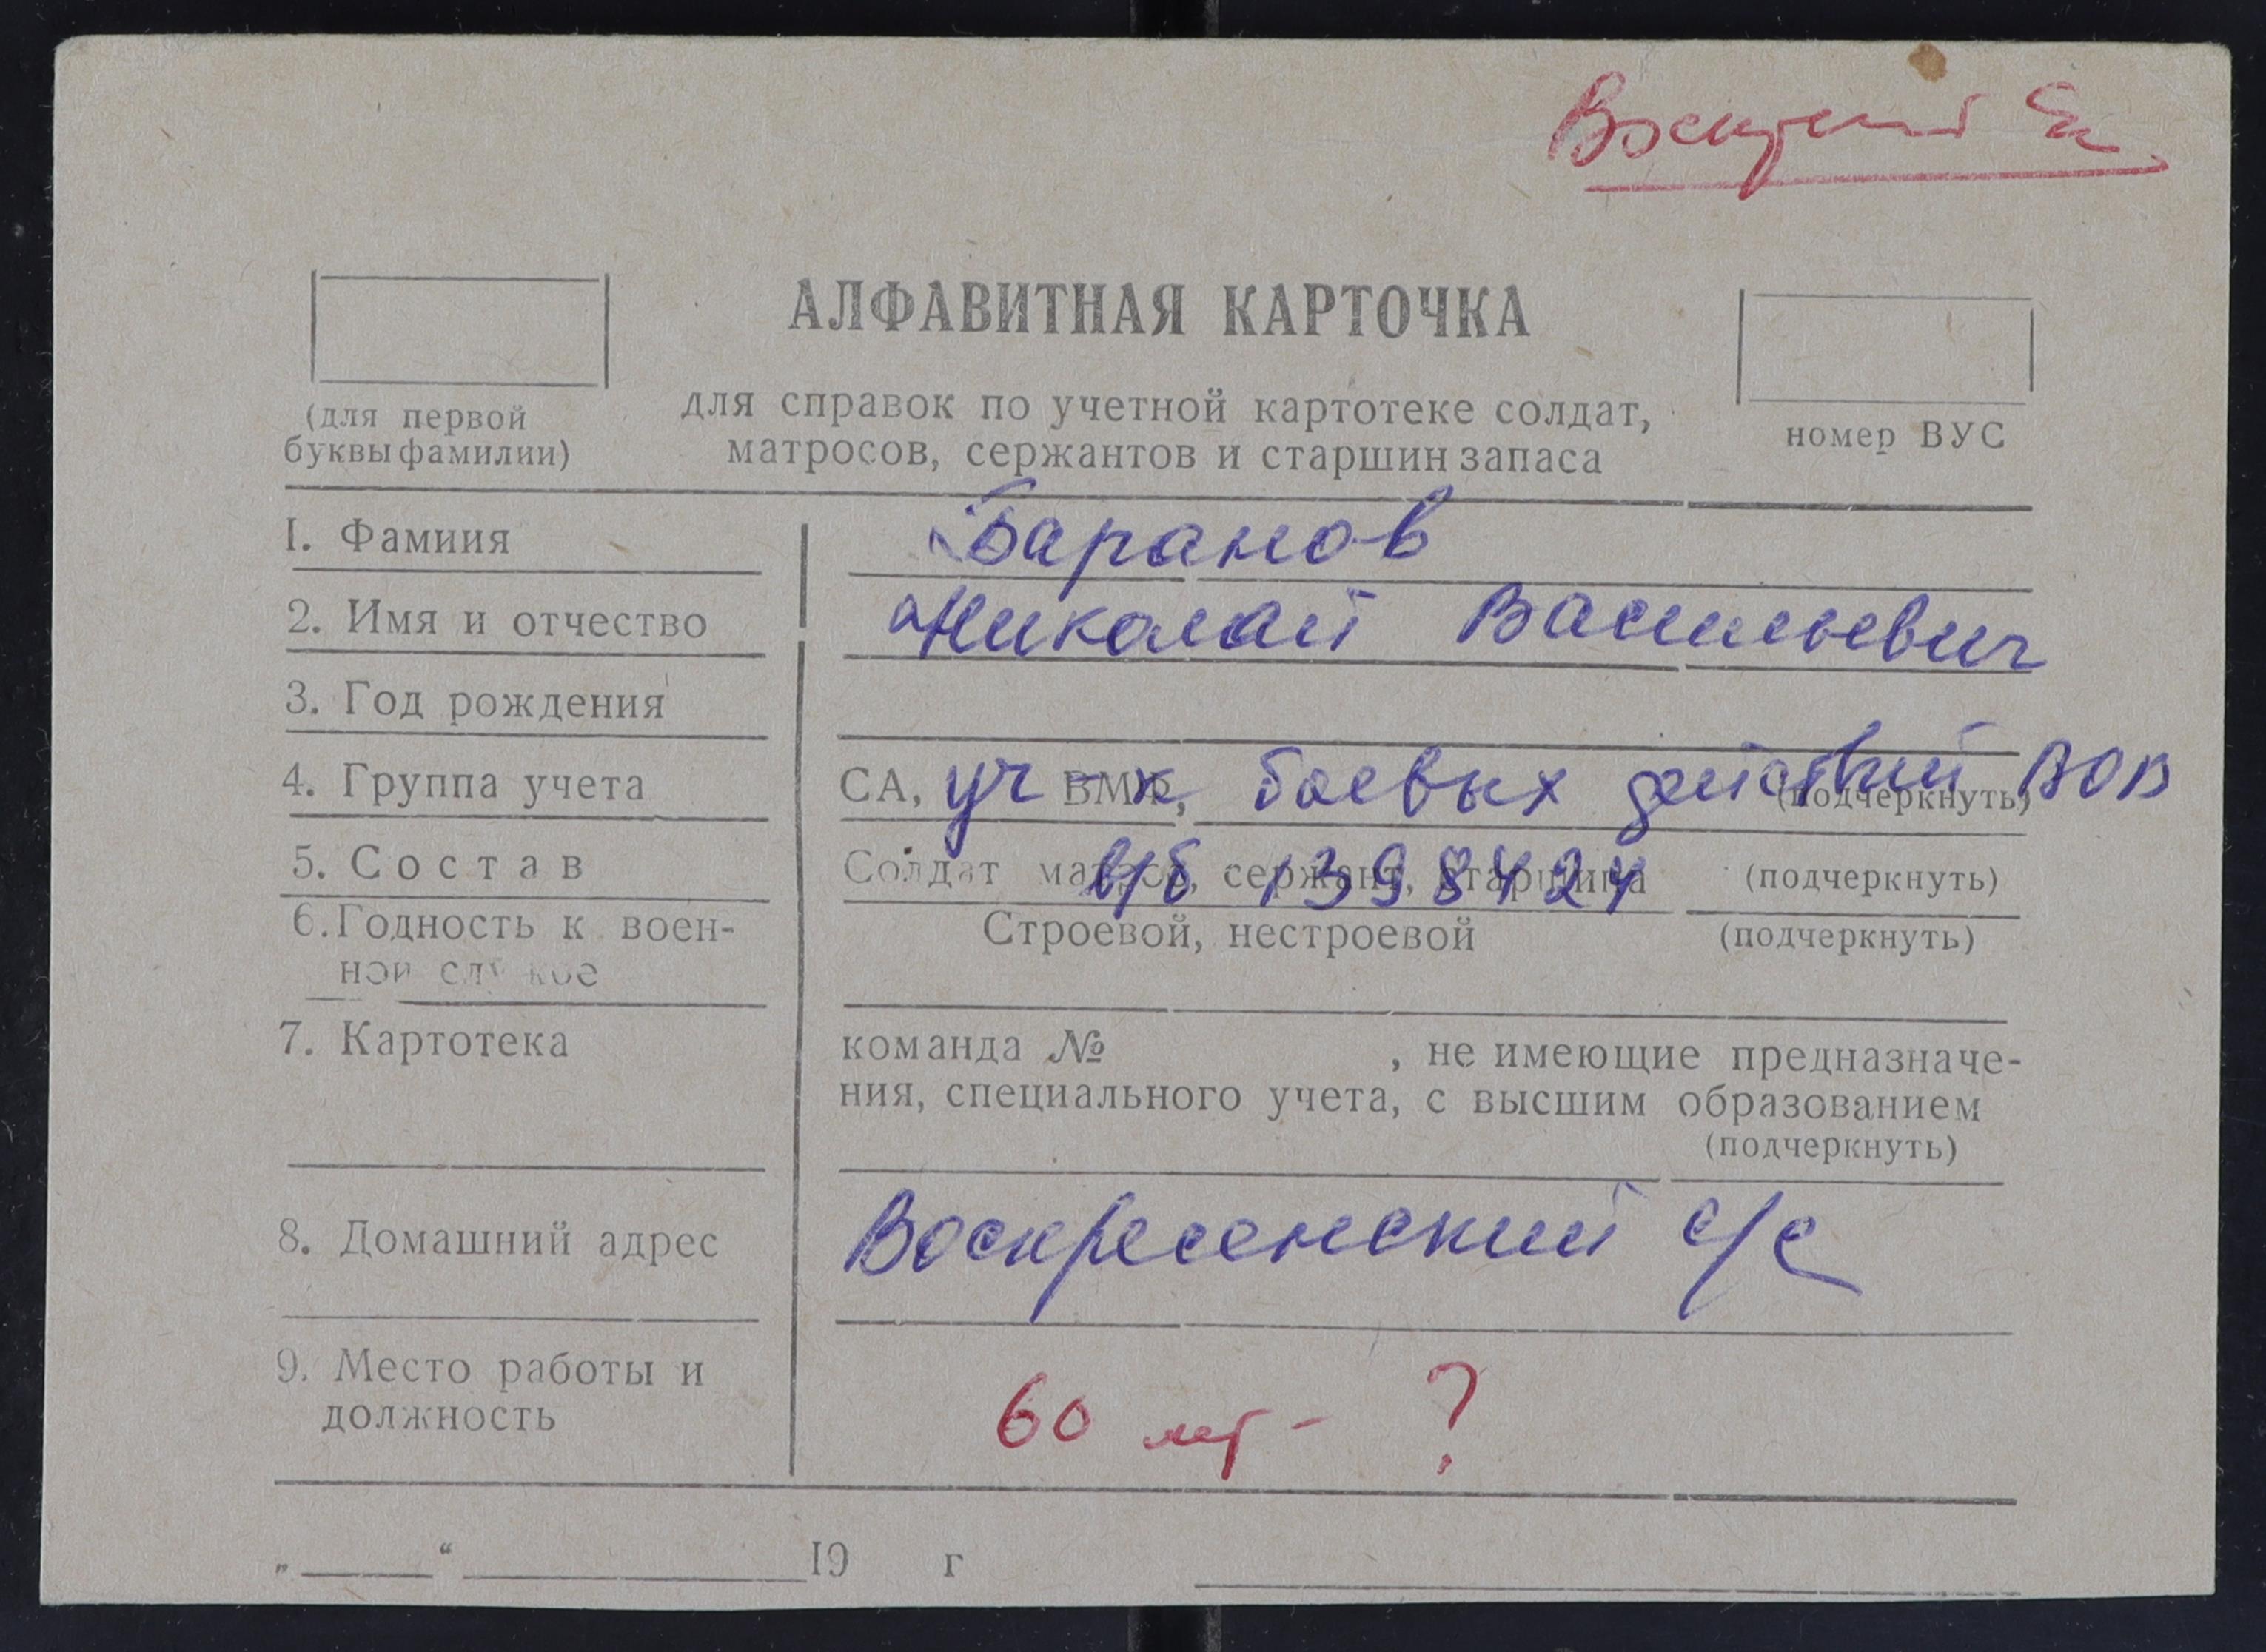 АЛФАВИТНАЯ КАРТОЧКА
(для первой
буквы фамилии)
для справок по учетной картотеке солдат,
матросов, сержантов и старшин запаса
номер ВУС
1. Фамиия Баранов
2. Имя и отчество Николай Васильевич
3. Год рождения
4. Группа учета СА, ВМФ, уч-к боевых действий ВОВ (подчеркнуть)
5. Состав Солдат матрос, сержант, старшина в/б 1398424 (подчеркнуть)
6. Годность к воен- Строевой, нестроевой (подчеркнуть)
ной службе
7. Картотека команда № , не имеющие предназначе-
ния, специального учета, с высшим образованием
(подчеркнуть)
8. Домашний адрес Воскресенский с/с
9. Место работы и
должность 60 лет - ?
„ “ 19 г